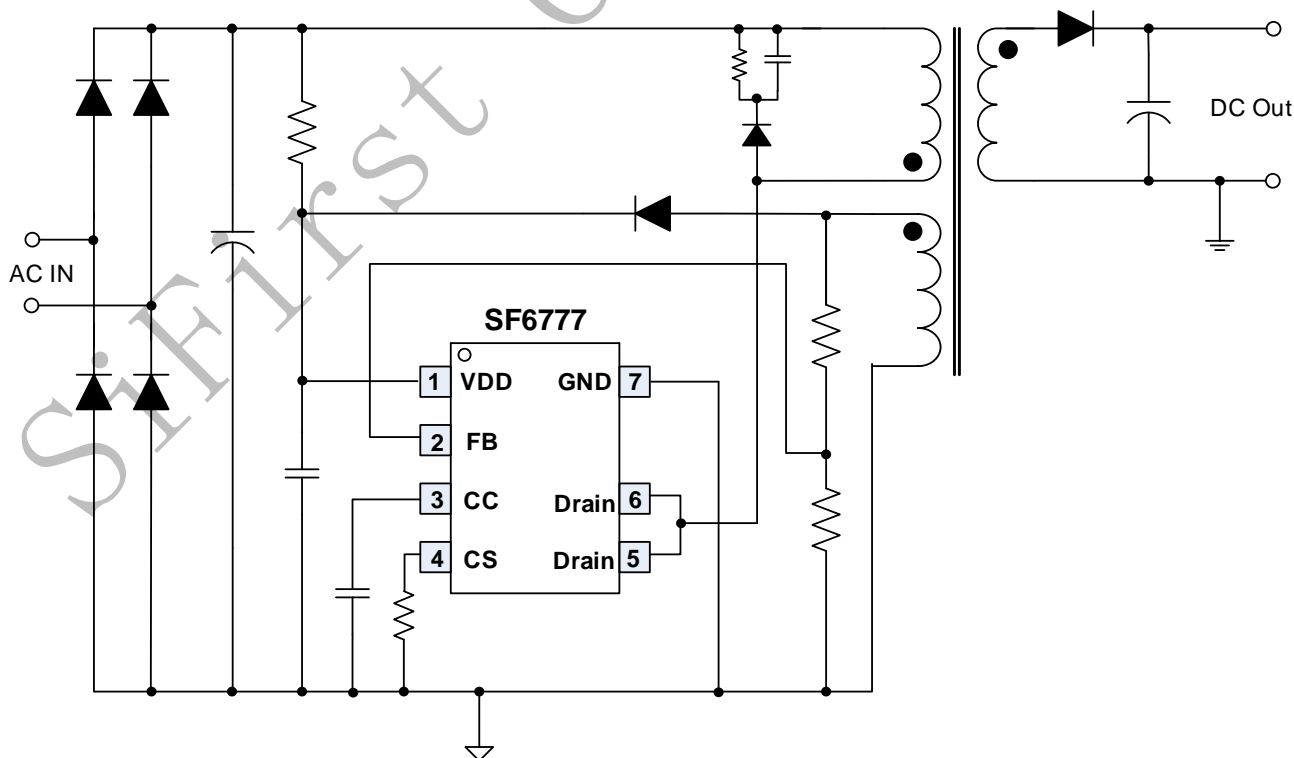 DC Out
AC IN
SF6777
1 VDD GND 7
2 FB
3 CC Drain 6
4 CS Drain 5
SiFirst